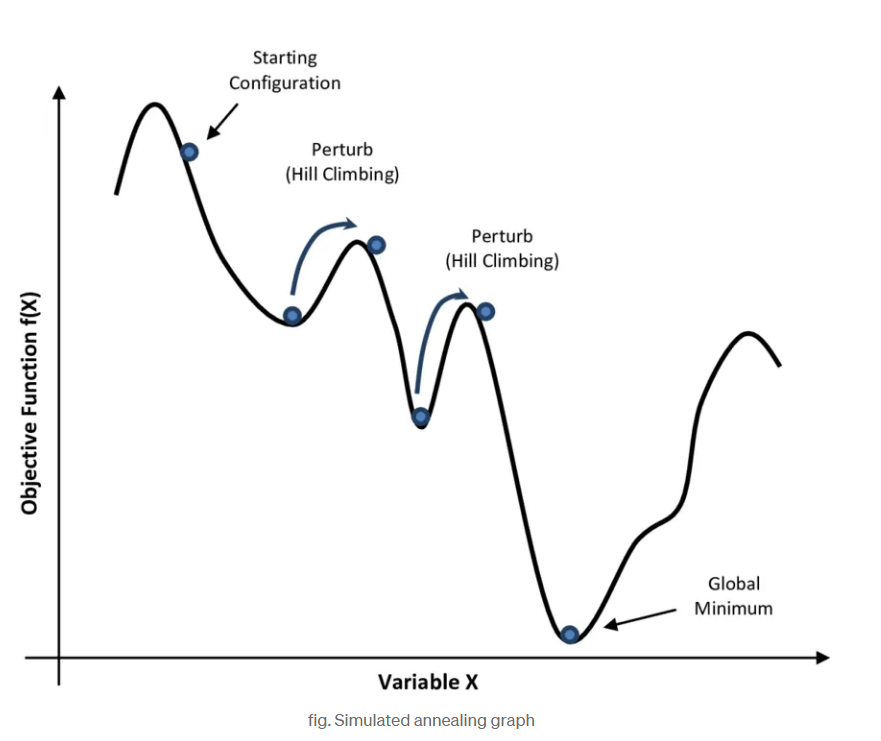 Starting
Configuration
Perturb
(Hill Climbing)
Perturb
(Hill Climbing)
Objective Function f(X)
Global
Minimum
Variable X
fig. Simulated annealing graph